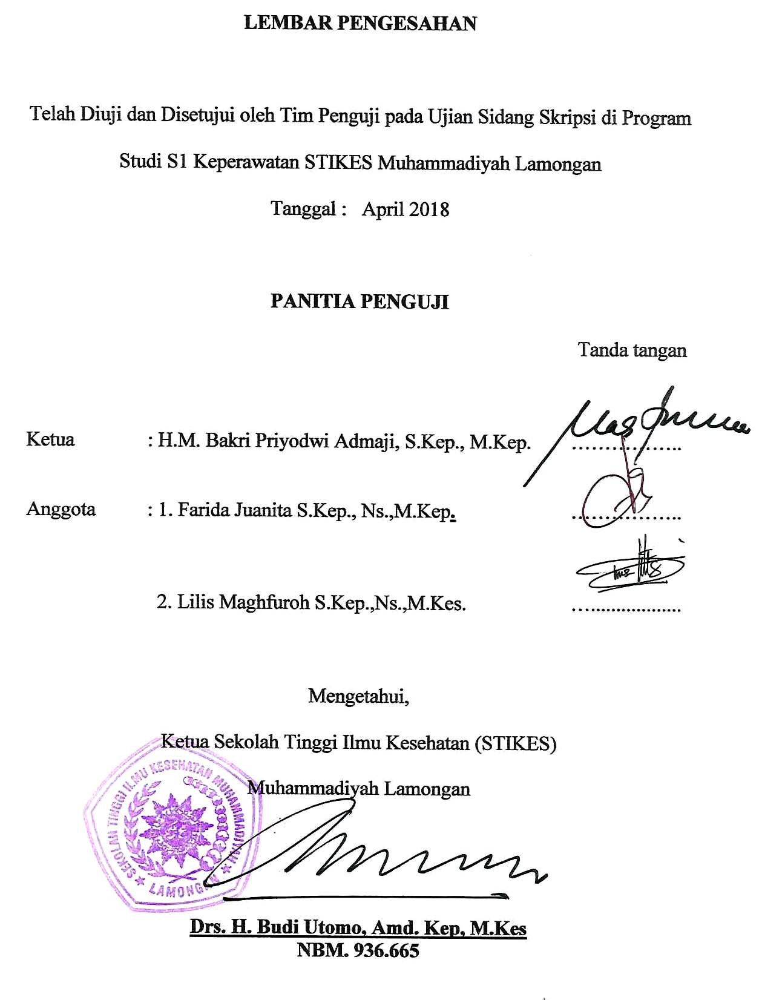 LEMBAR PENGESAHAN
Telah Diuji dan Disetujui oleh Tim Penguji pada Ujian Sidang Skripsi di Program
Studi S1 Keperawatan STIKES Muhammadiyah Lamongan
Tanggal : April 2018
PANITIA PENGUJI
Tanda tangan
Ketua : H.M. Bakri Priyodwi Admaji, S.Kep., M.Kep. ..................
Anggota : 1. Farida Juanita S.Kep., Ns.,M.Kep. ..................
2. Lilis Maghfuroh S.Kep.,Ns.,M.Kes. ......................
Mengetahui,
Ketua Sekolah Tinggi Ilmu Kesehatan (STIKES)
Muhammadiyah Lamongan
SEKOLAH TINGGI ILMU KESEHATAN MUHAMMADIYAH
LAMONGAN
Drs. H. Budi Utomo, Amd. Kep, M.Kes
NBM. 936.665